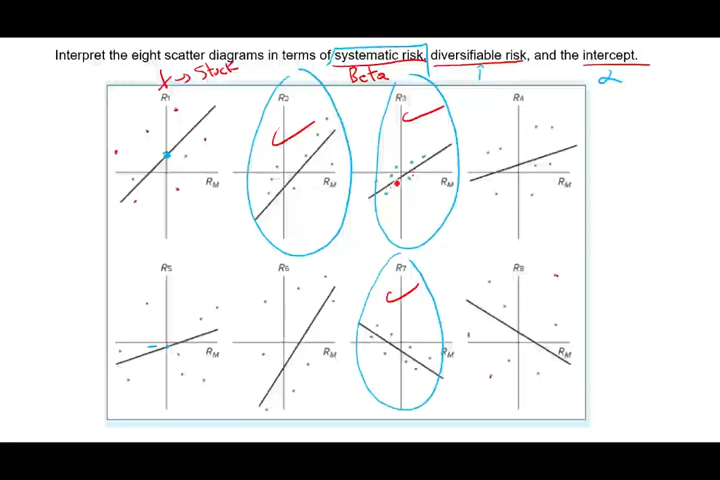 Interpret the eight scatter diagrams in terms of systematic risk, diversifiable risk, and the intercept.
X → Stock
Beta
α
R1
R2
R3
R4
RM
RM
RM
RM
R5
R6
R7
R8
RM
RM
RM
RM